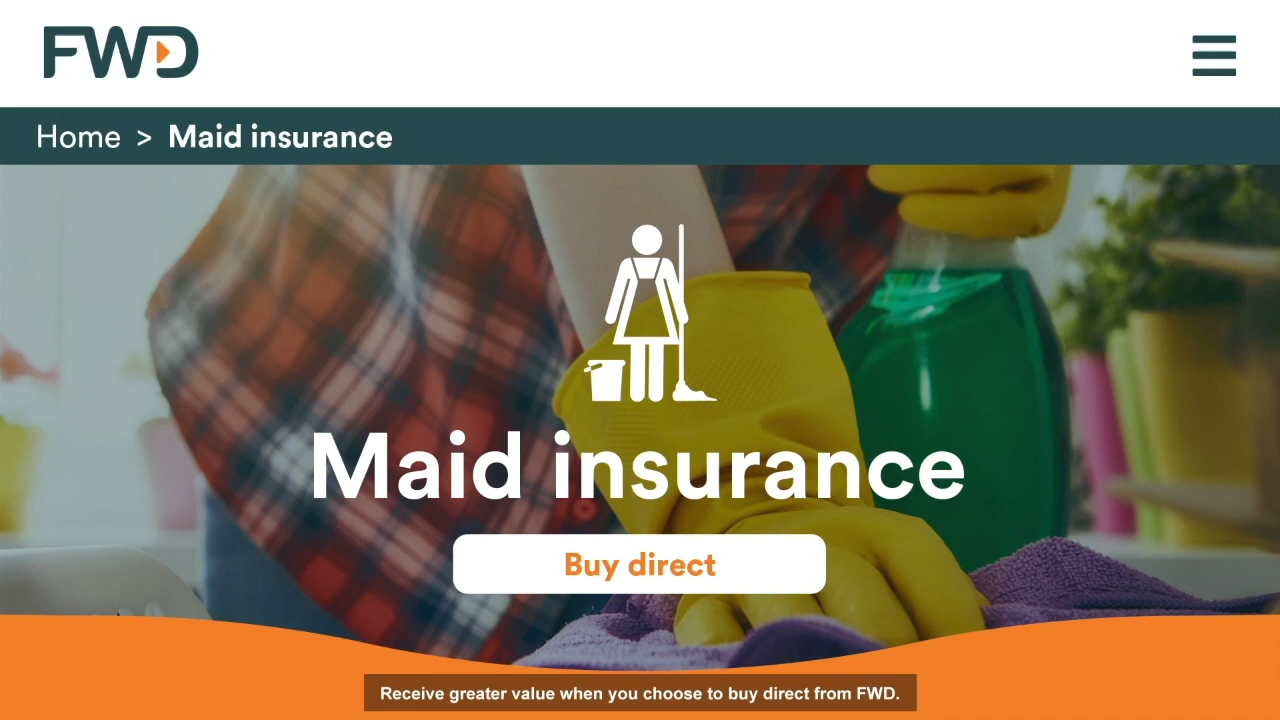 FWD
Home > Maid insurance
Maid insurance
Buy direct
Receive greater value when you choose to buy direct from FWD.